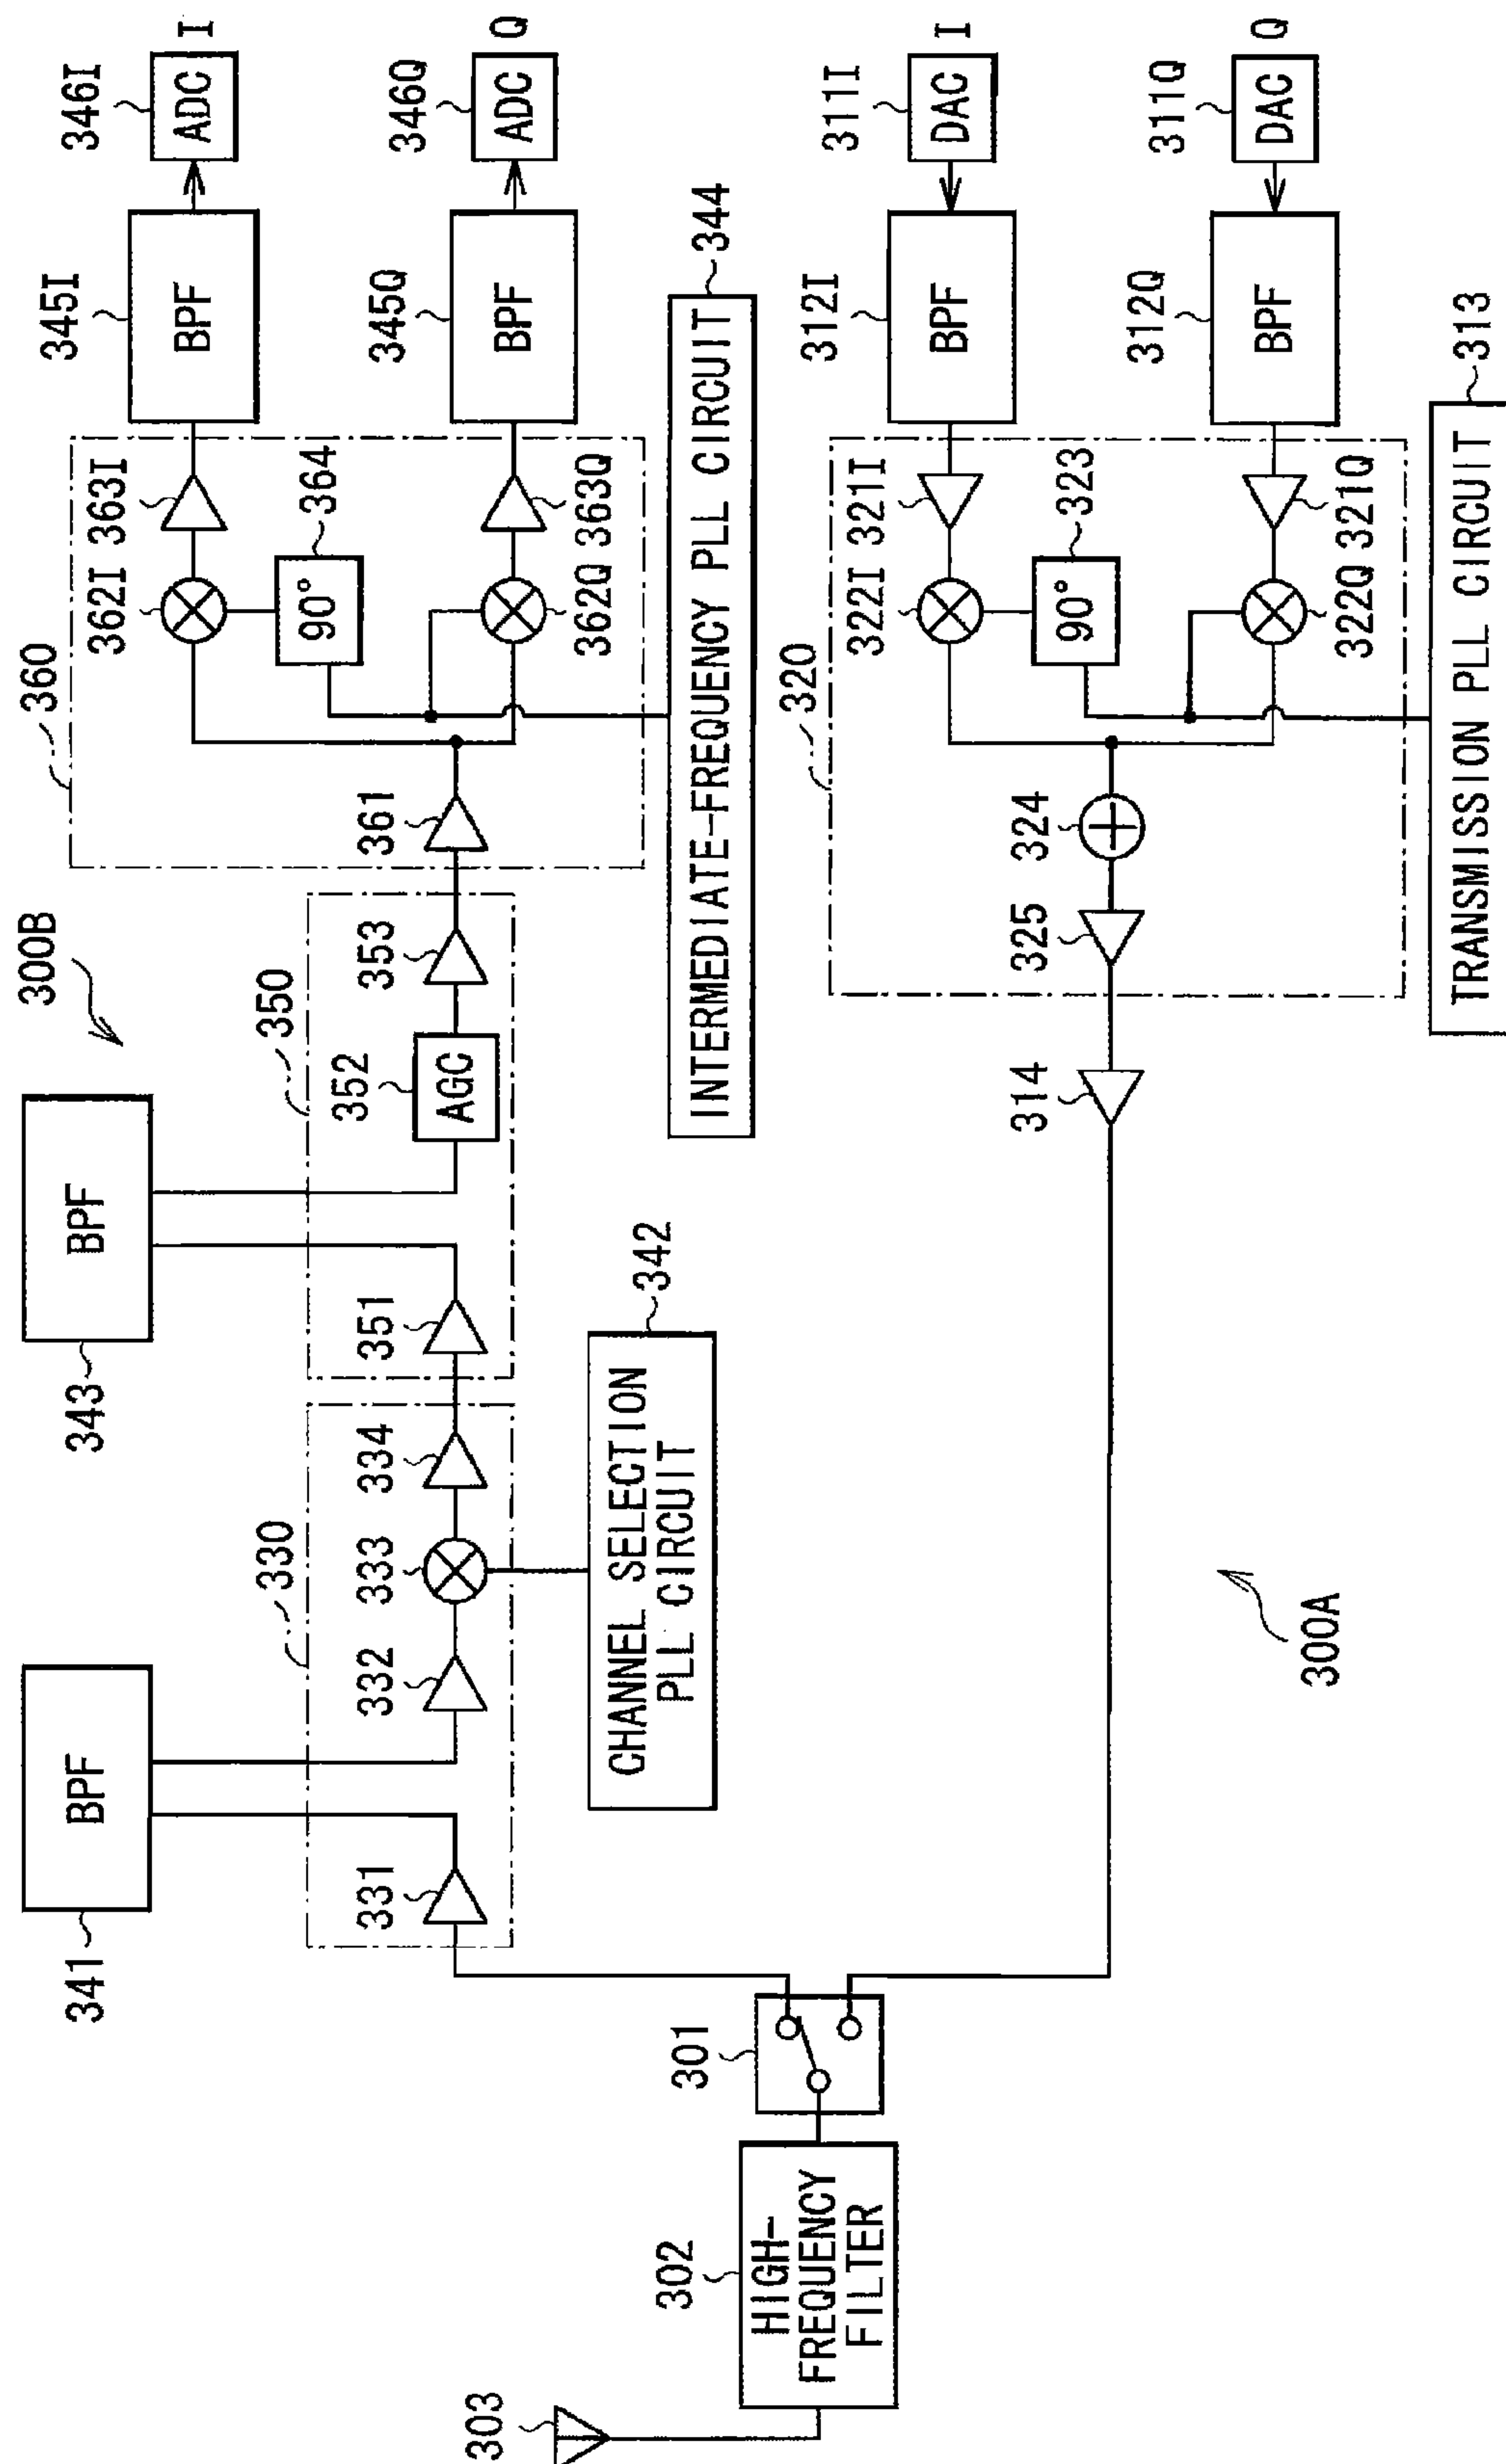 300B
341
BPF
343
BPF
345I
BPF
346I
ADC
I
330
331
332
333
334
350
351
352
AGC
353
360
361
362I
363I
364
90°
362Q
363Q
345Q
BPF
346Q
ADC
Q
342
CHANNEL SELECTION
PLL CIRCUIT
INTERMEDIATE-FREQUENCY PLL CIRCUIT
344
303
302
HIGH-
FREQUENCY
FILTER
301
314
320
325
324
322I
321I
323
90°
322Q
321Q
312I
BPF
311I
DAC
I
312Q
BPF
311Q
DAC
Q
TRANSMISSION PLL CIRCUIT
313
300A